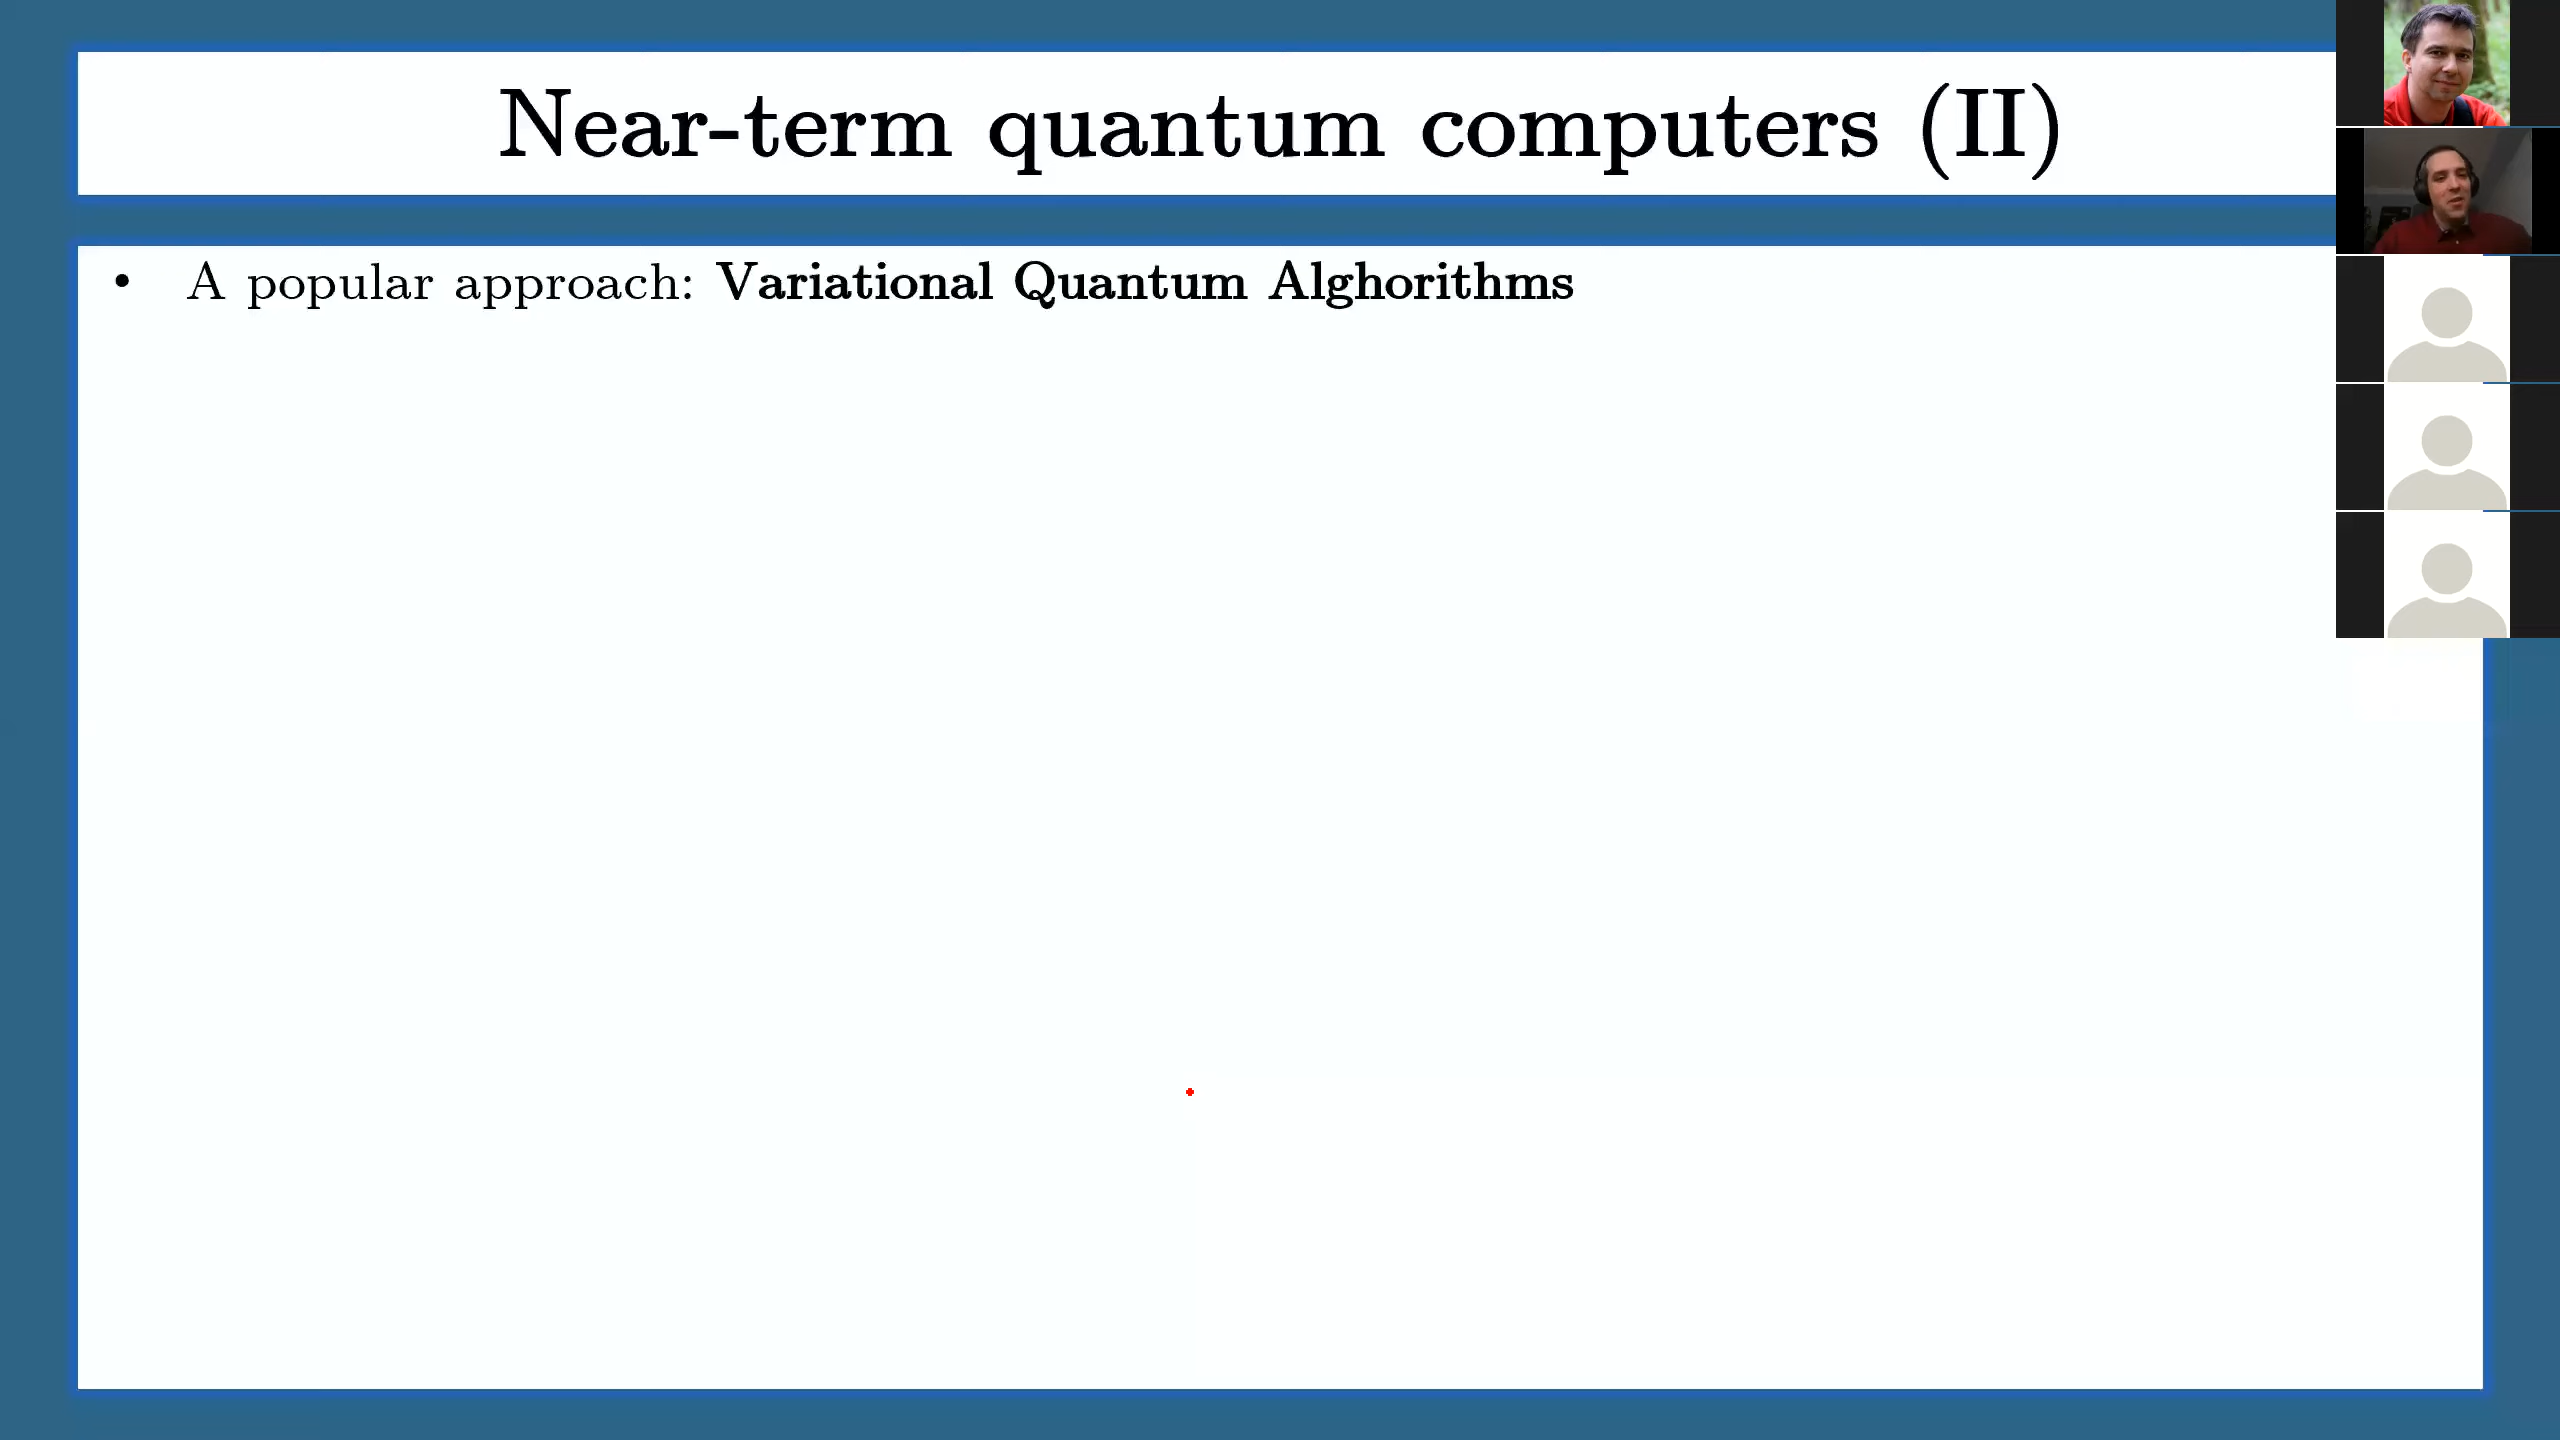 Near-term quantum computers (II)
• A popular approach: Variational Quantum Alghorithms